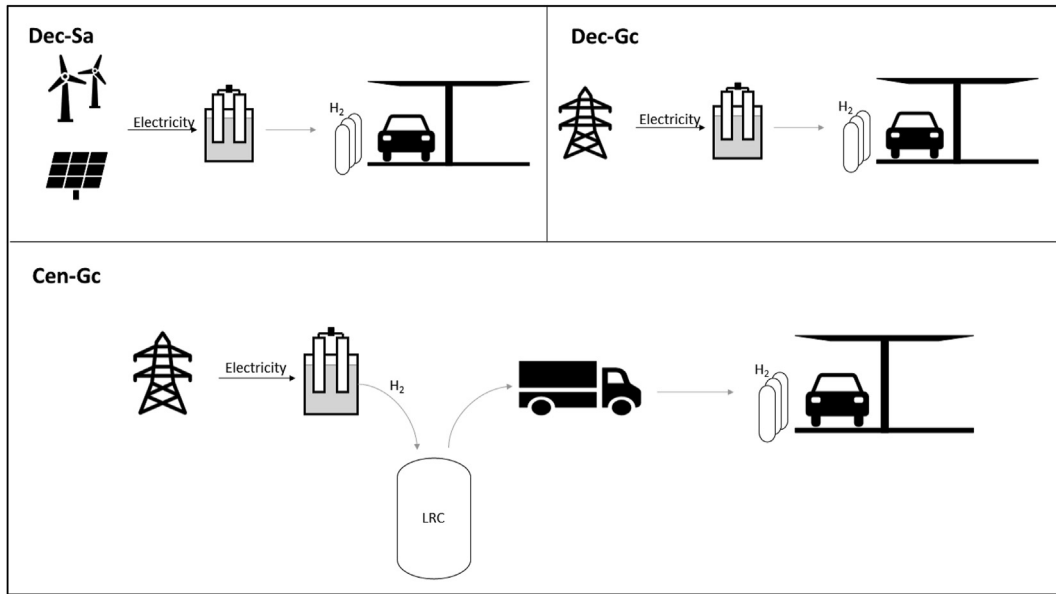 Dec-Sa
Electricity
H₂
Dec-Gc
Electricity
H₂
Cen-Gc
Electricity
H₂
LRC
H₂